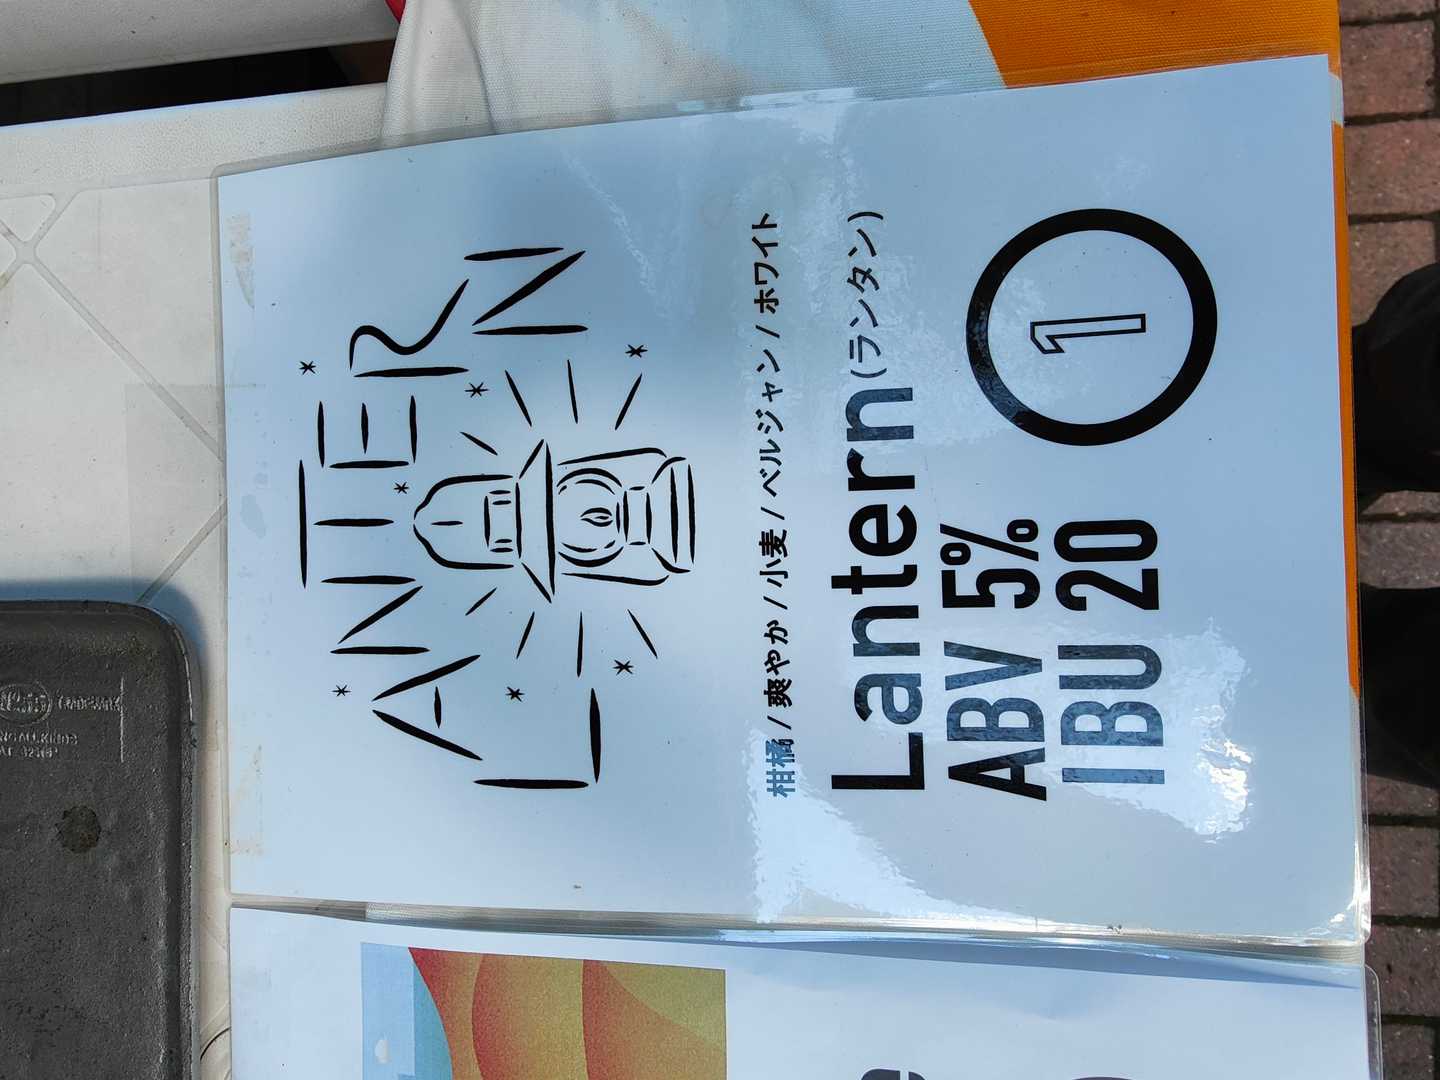 LANTERN
柑橘 / 爽やか / 小麦 / ベルジャン / ホワイト
Lantern(ランタン)
ABV 5%
IBU 20
1